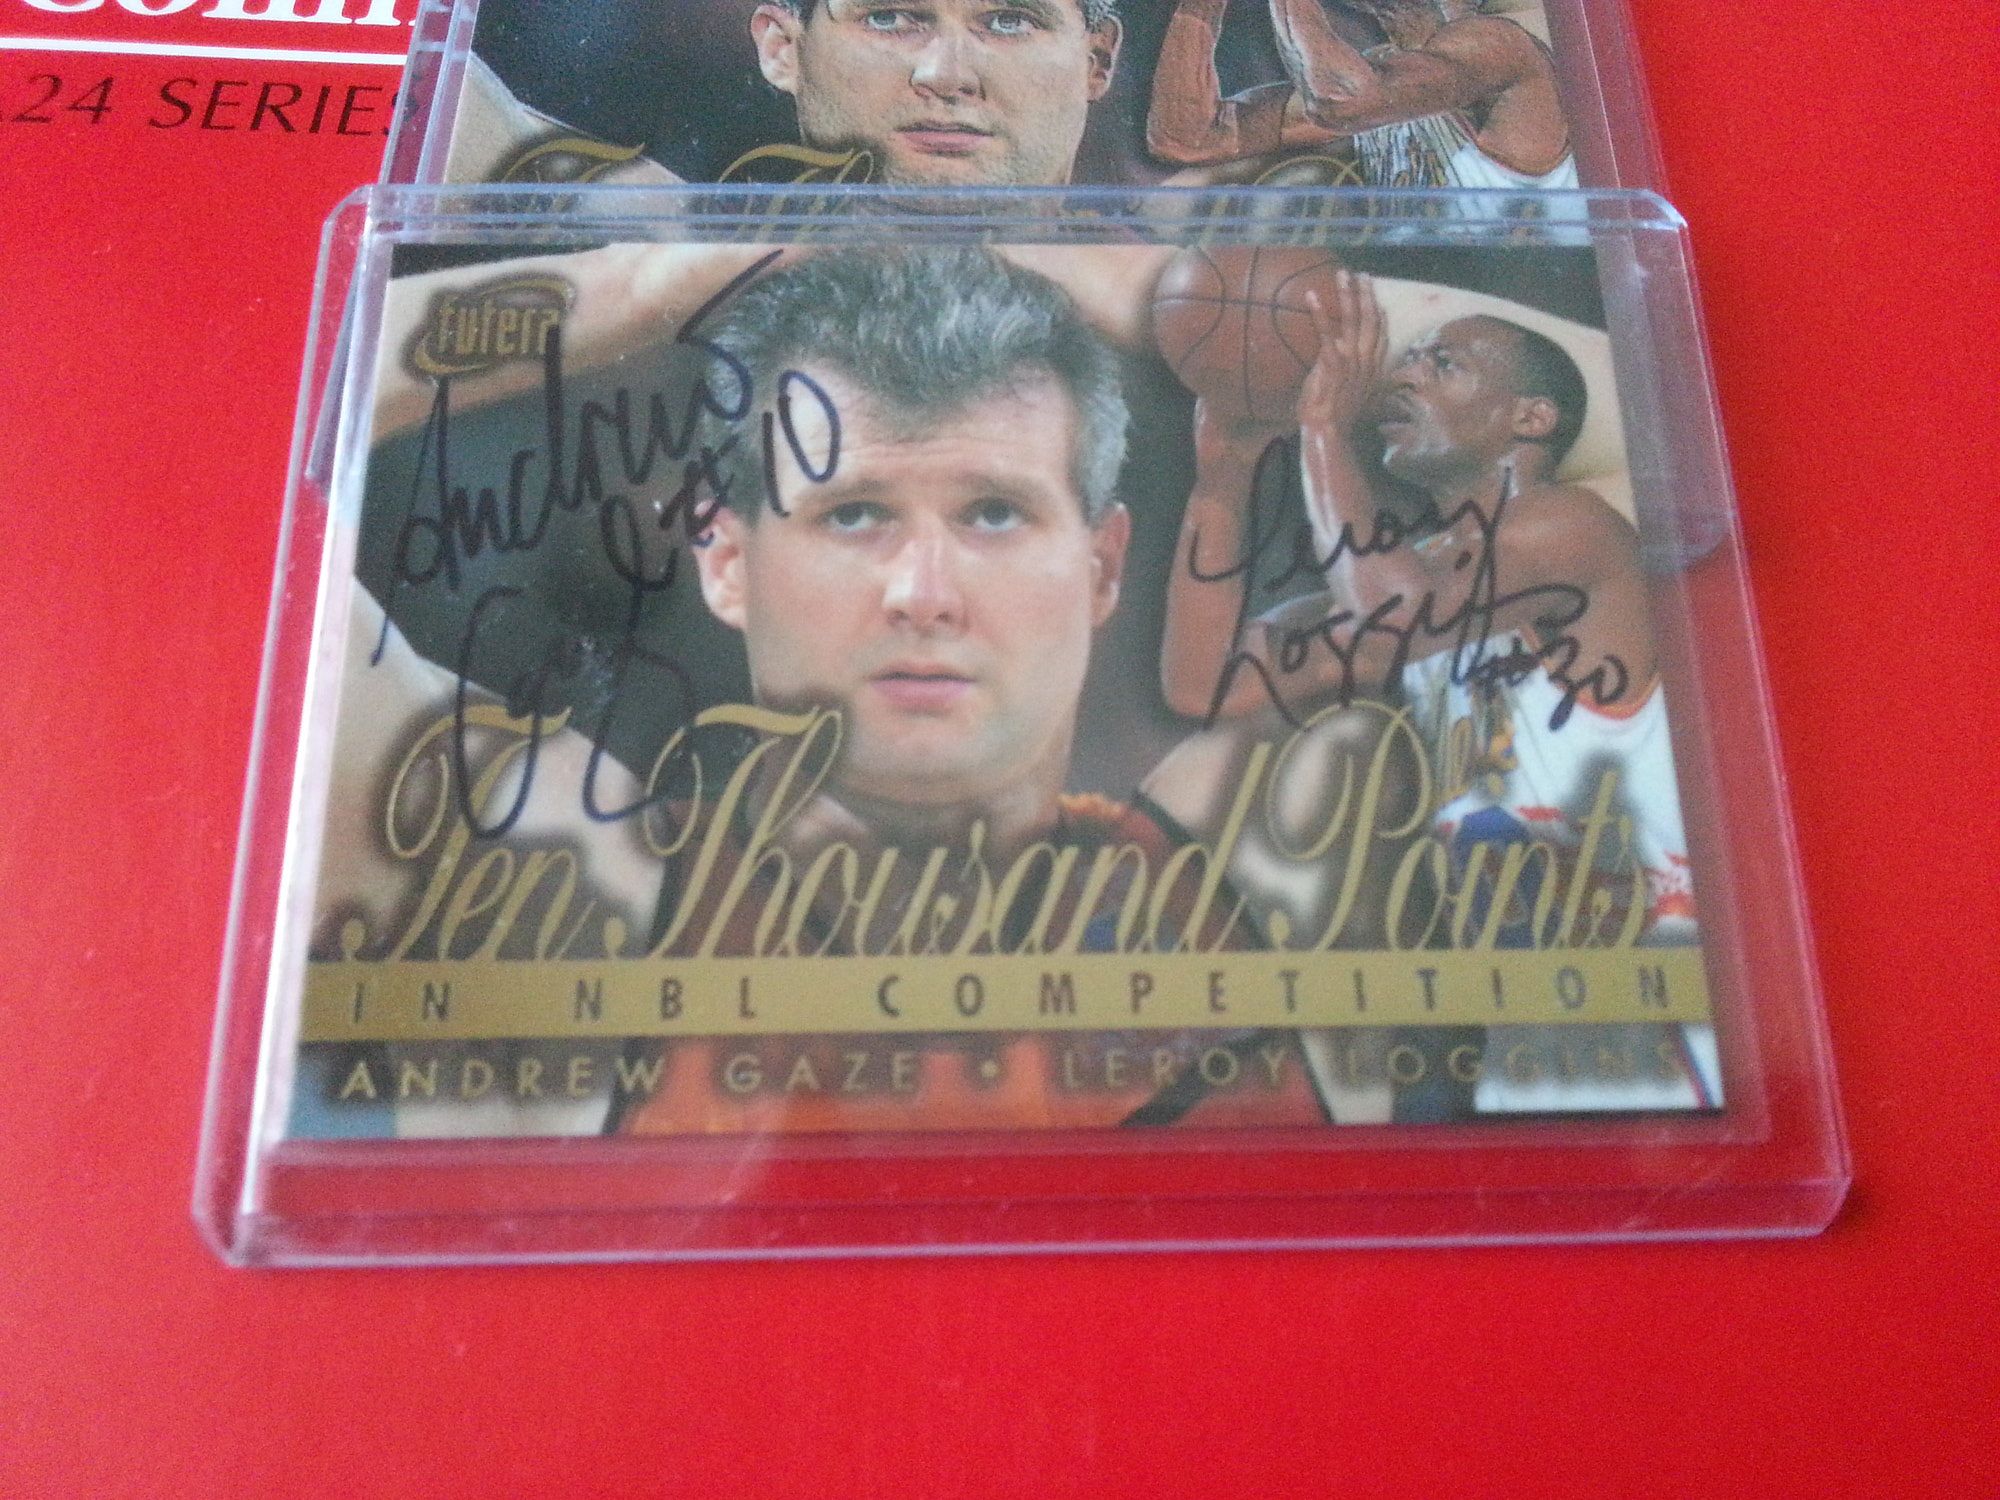 24 SERIES
futera
Andrew
#10
Gaze
Leroy
Loggins
#30
Ten Thousand Points
IN NBL COMPETITION
ANDREW GAZE • LEROY LOGGINS